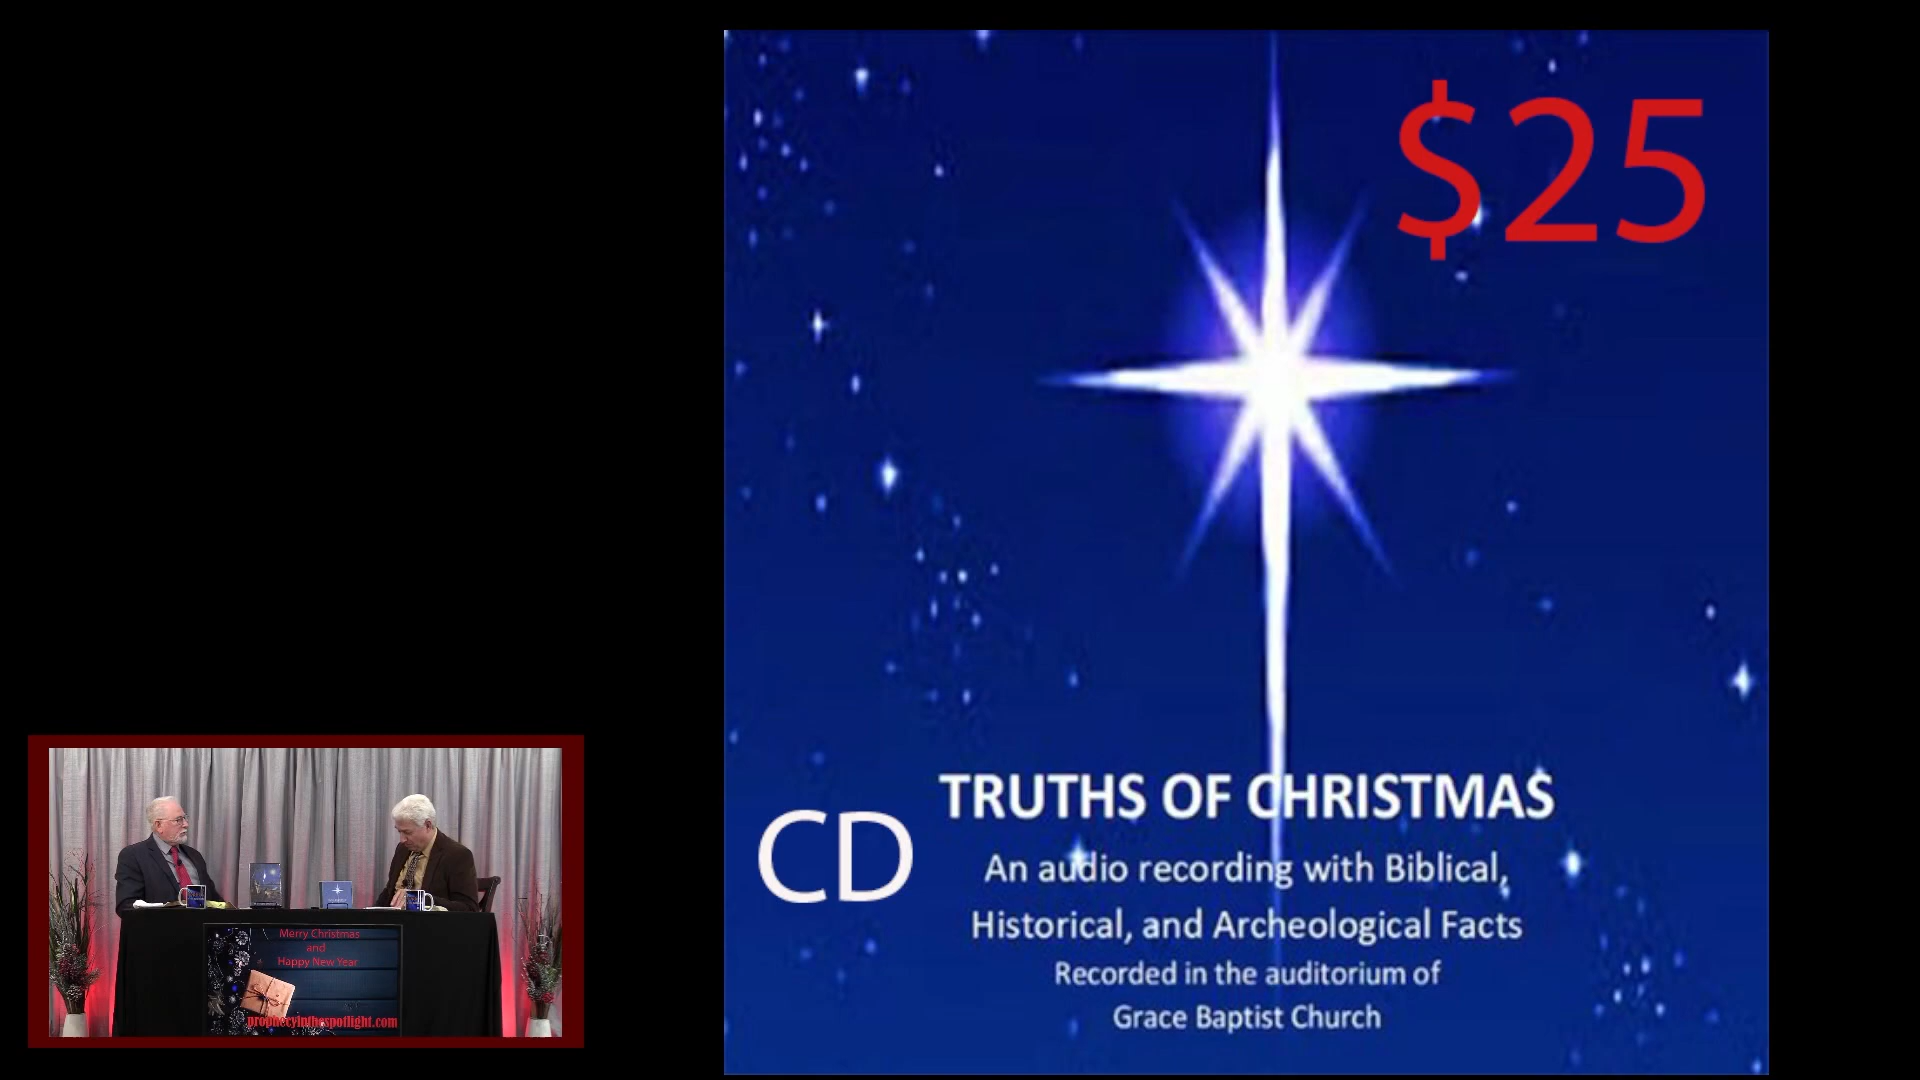 $25
TRUTHS OF CHRISTMAS
CD
An audio recording with Biblical,
Historical, and Archeological Facts
Recorded in the auditorium of
Grace Baptist Church
Merry Christmas
and
Happy New Year
prophecyinthespotlight.com